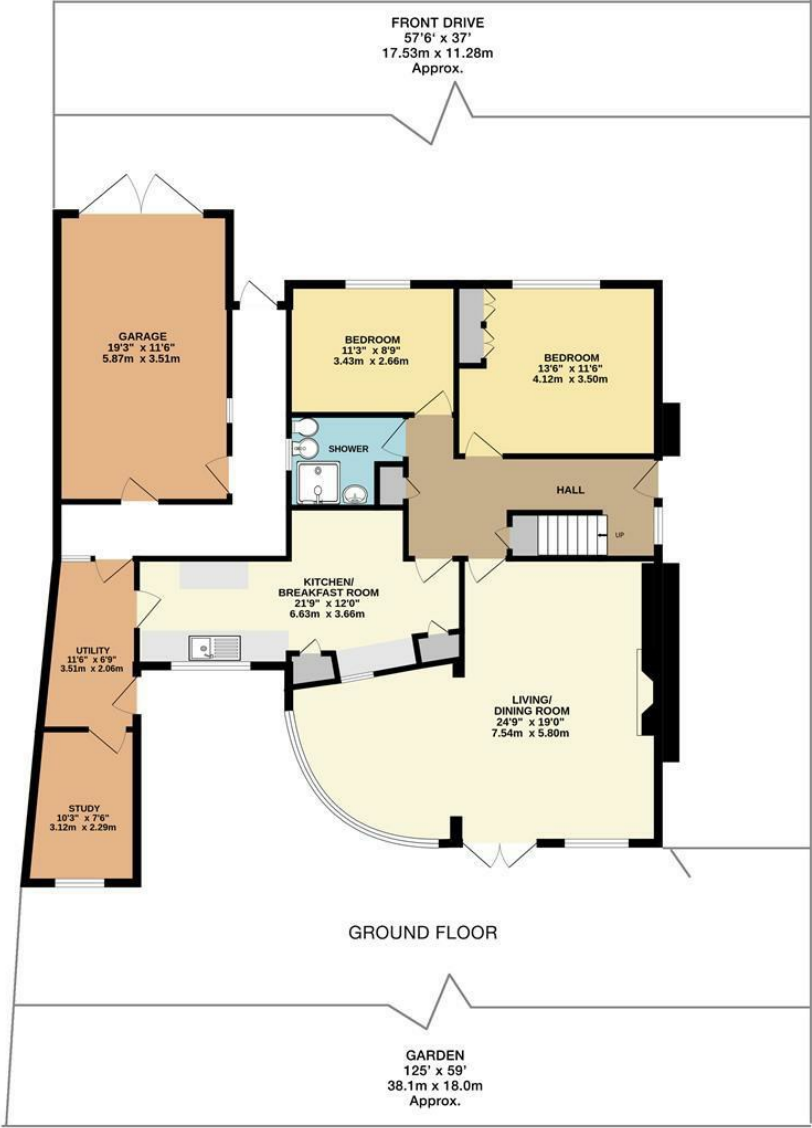 FRONT DRIVE
57'6' x 37'
17.53m x 11.28m
Approx.
GARAGE
19'3" x 11'6"
5.87m x 3.51m
BEDROOM
11'3" x 8'9"
3.43m x 2.66m
BEDROOM
13'6" x 11'6"
4.12m x 3.50m
SHOWER
HALL
UP
KITCHEN/
BREAKFAST ROOM
21'9" x 12'0"
6.63m x 3.66m
UTILITY
11'6" x 6'9"
3.51m x 2.06m
LIVING/
DINING ROOM
24'9" x 19'0"
7.54m x 5.80m
STUDY
10'3" x 7'6"
3.12m x 2.29m
GROUND FLOOR
GARDEN
125' x 59'
38.1m x 18.0m
Approx.